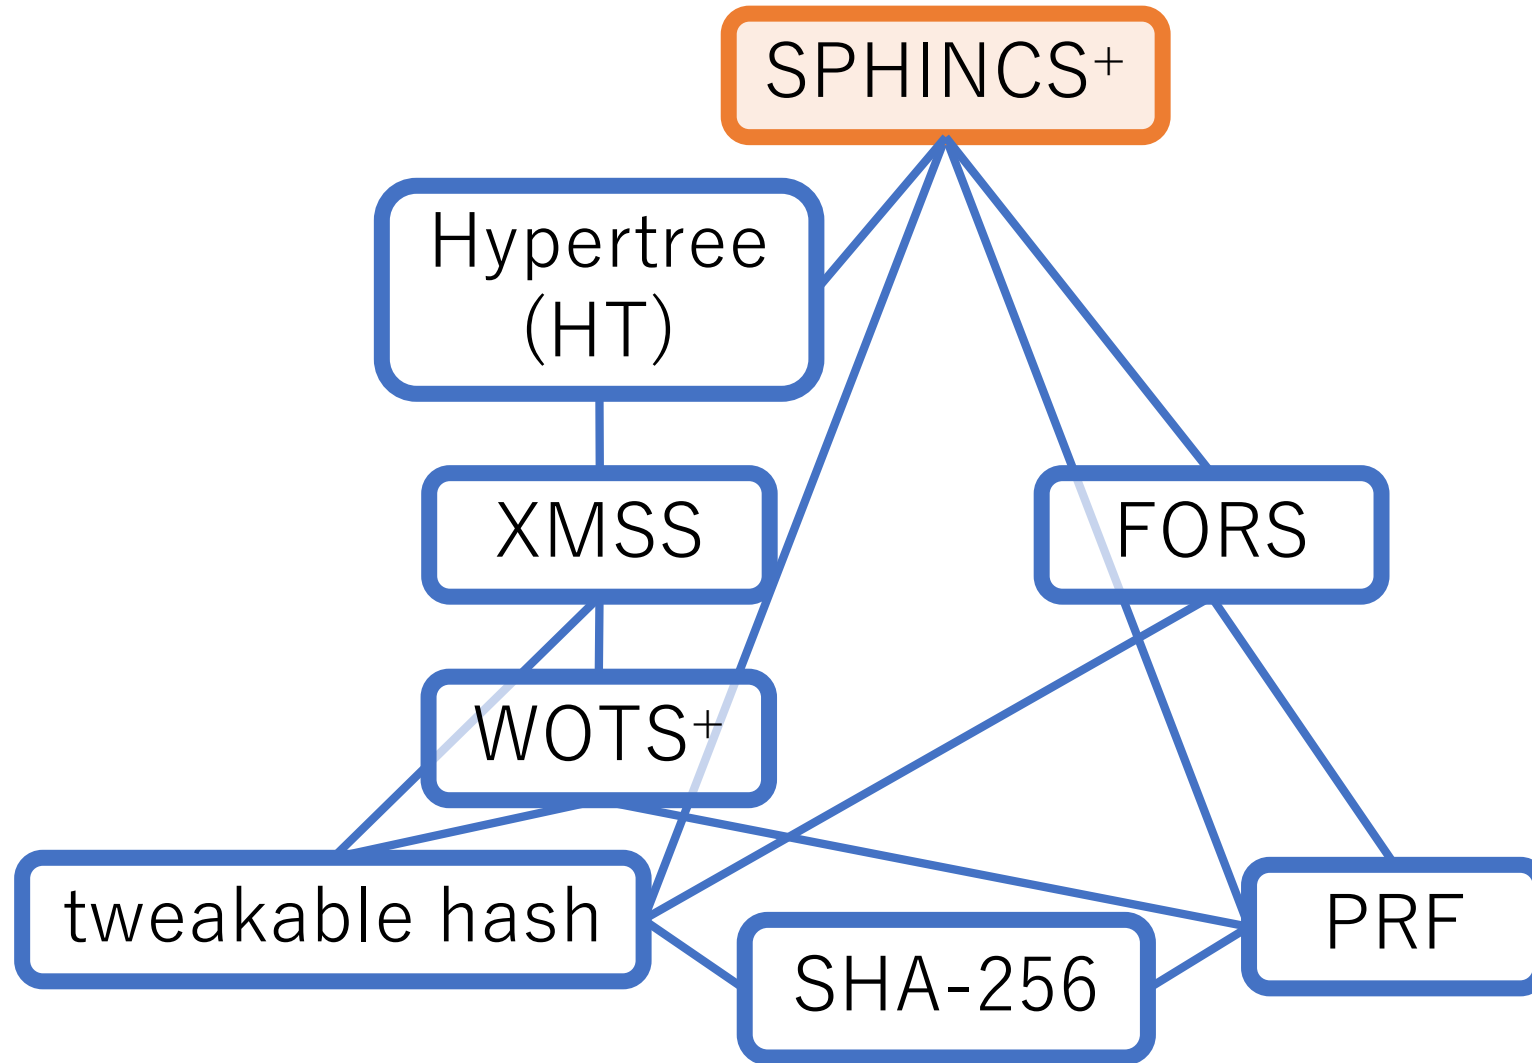 SPHINCS⁺
Hypertree
(HT)
XMSS
FORS
WOTS⁺
tweakable hash
SHA-256
PRF